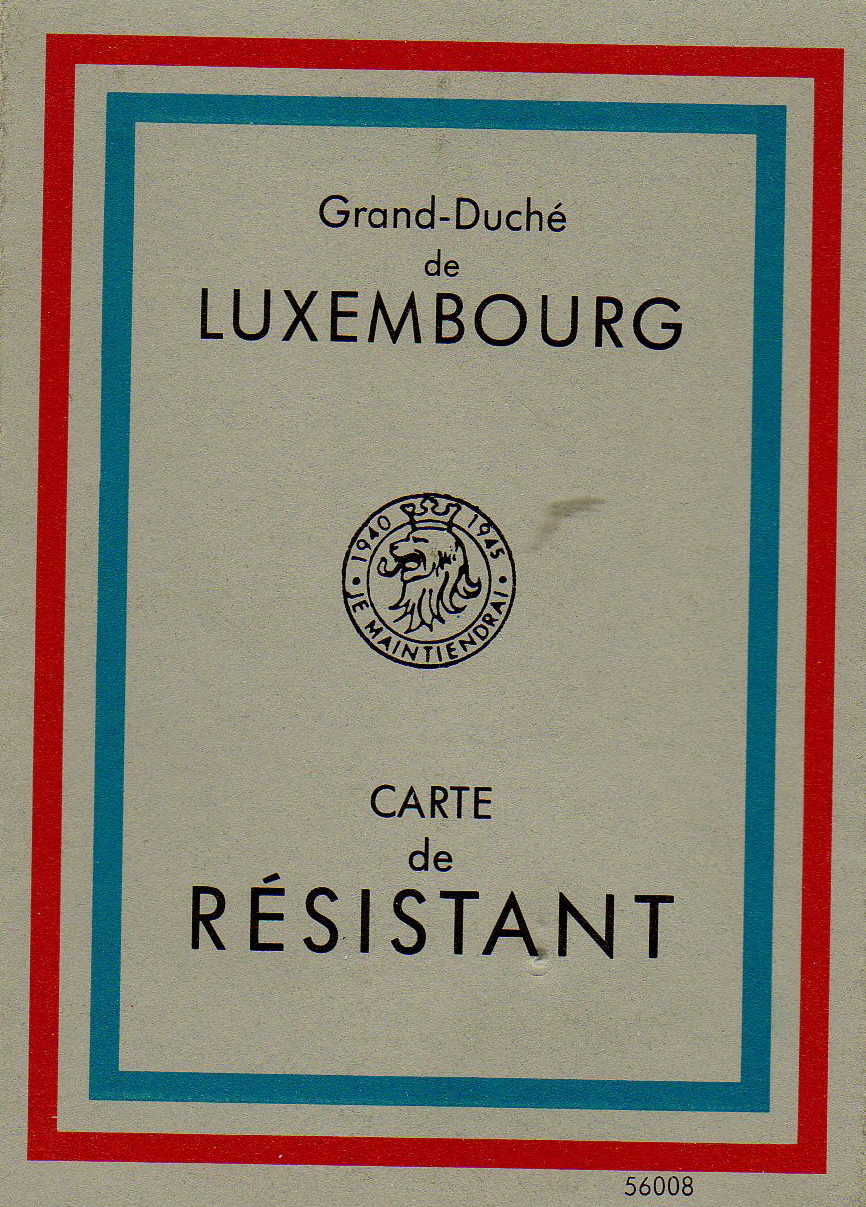 Grand-Duché
de
LUXEMBOURG
1940 1945
• JE MAINTIENDRAI •
CARTE
de
RÉSISTANT
56008